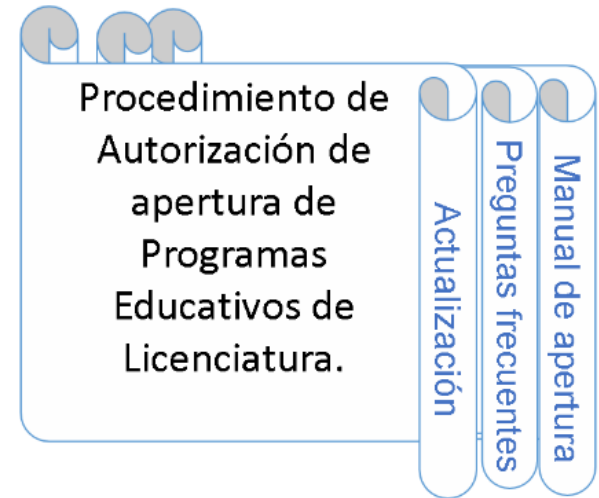 Procedimiento de
Autorización de
apertura de
Programas
Educativos de
Licenciatura.
Actualización
Preguntas frecuentes
Manual de apertura